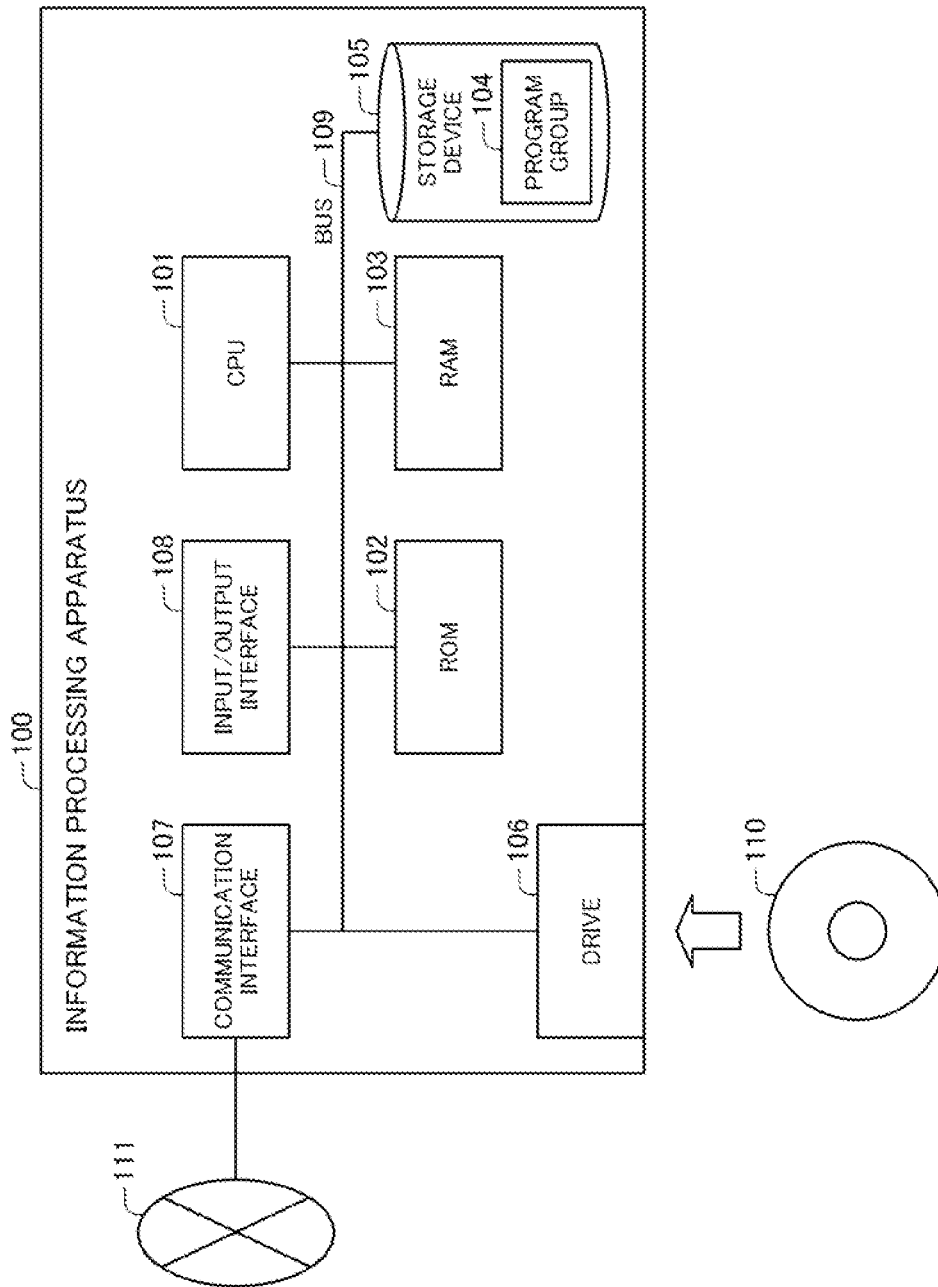 100
INFORMATION PROCESSING APPARATUS
111
107
COMMUNICATION
INTERFACE
108
INPUT/OUTPUT
INTERFACE
101
CPU
BUS
109
105
STORAGE
DEVICE
104
PROGRAM
GROUP
106
DRIVE
102
ROM
103
RAM
110